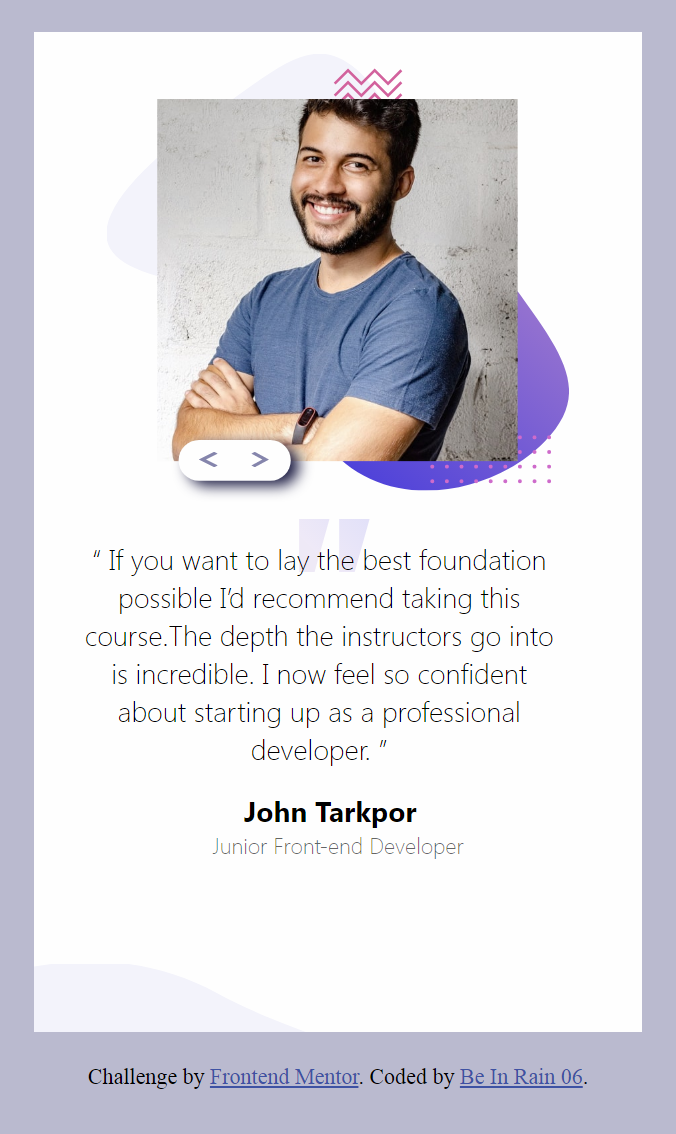 “ If you want to lay the best foundation
possible I’d recommend taking this
course.The depth the instructors go into
is incredible. I now feel so confident
about starting up as a professional
developer. ”
John Tarkpor
Junior Front-end Developer
Challenge by Frontend Mentor. Coded by Be In Rain 06.